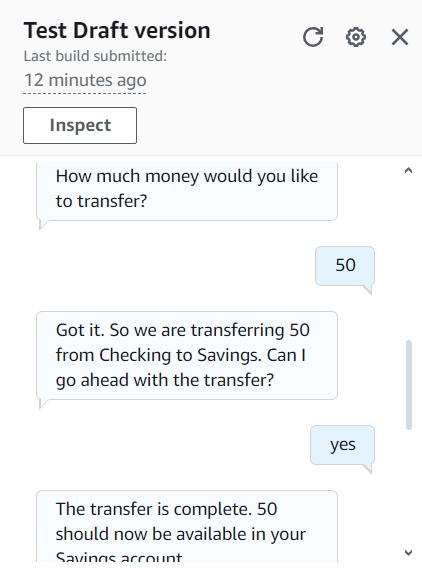 Test Draft version
Last build submitted:
12 minutes ago
Inspect
How much money would you like
to transfer?
50
Got it. So we are transferring 50
from Checking to Savings. Can I
go ahead with the transfer?
yes
The transfer is complete. 50
should now be available in your
Savings account